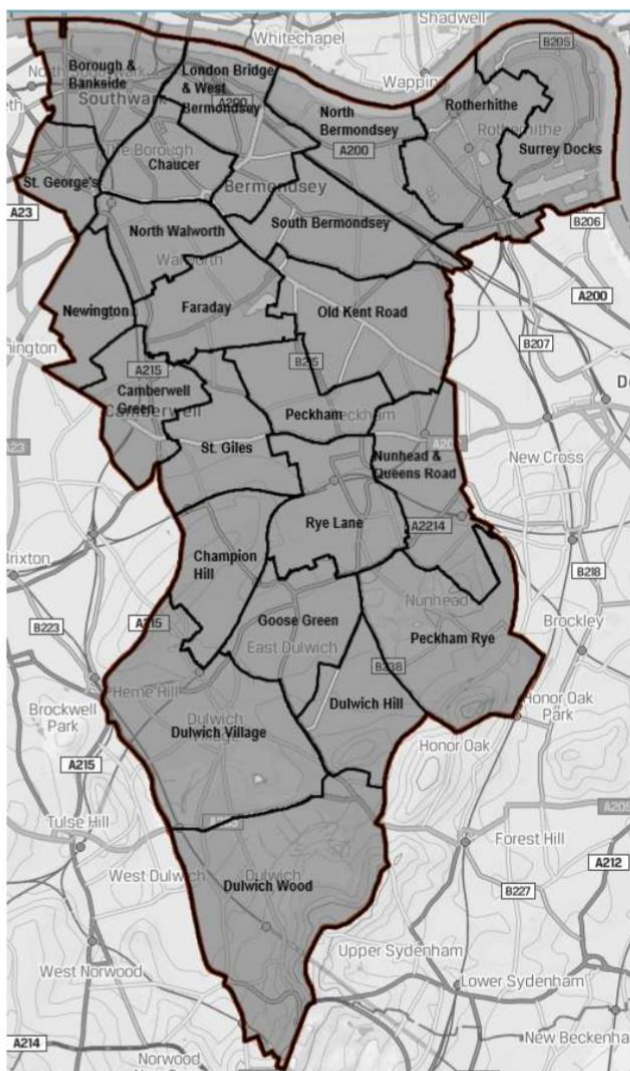 Shadwell
Whitechapel
B205
Wapping
Borough &
Bankside
Southwark
London Bridge
& West
Bermondsey
A200
North
Bermondsey
Rotherhithe
Rotherhithe
The Borough
Chaucer
A200
Surrey Docks
St. George's
Bermondsey
A23
South Bermondsey
B206
North Walworth
Walworth
A200
Newington
Faraday
Old Kent Road
B207
A215
B215
Camberwell
Green
Camberwell
Peckham
St. Giles
Nunhead &
Queens Road
New Cross
Rye Lane
A2214
Champion
Hill
Brixton
B218
Nunhead
Goose Green
B223
A215
East Dulwich
Peckham Rye
Brockley
B238
Herne Hill
Dulwich Hill
Brockwell
Park
Dulwich Village
Honor Oak
Park
Honor Oak
A215
A205
Tulse Hill
Forest Hill
A212
West Dulwich
Dulwich
Dulwich Wood
B227
Upper Sydenham
West Norwood
Lower Sydenham
A214
New Beckenha
Norwood